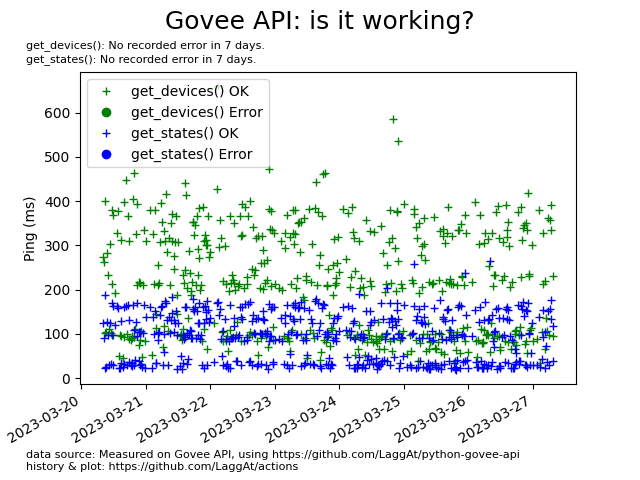 Govee API: is it working?
get_devices(): No recorded error in 7 days.
get_states(): No recorded error in 7 days.
get_devices() OK
get_devices() Error
get_states() OK
get_states() Error
Ping (ms)
600
500
400
300
200
100
0
2023-03-20
2023-03-21
2023-03-22
2023-03-23
2023-03-24
2023-03-25
2023-03-26
2023-03-27
data source: Measured on Govee API, using https://github.com/LaggAt/python-govee-api
history & plot: https://github.com/LaggAt/actions